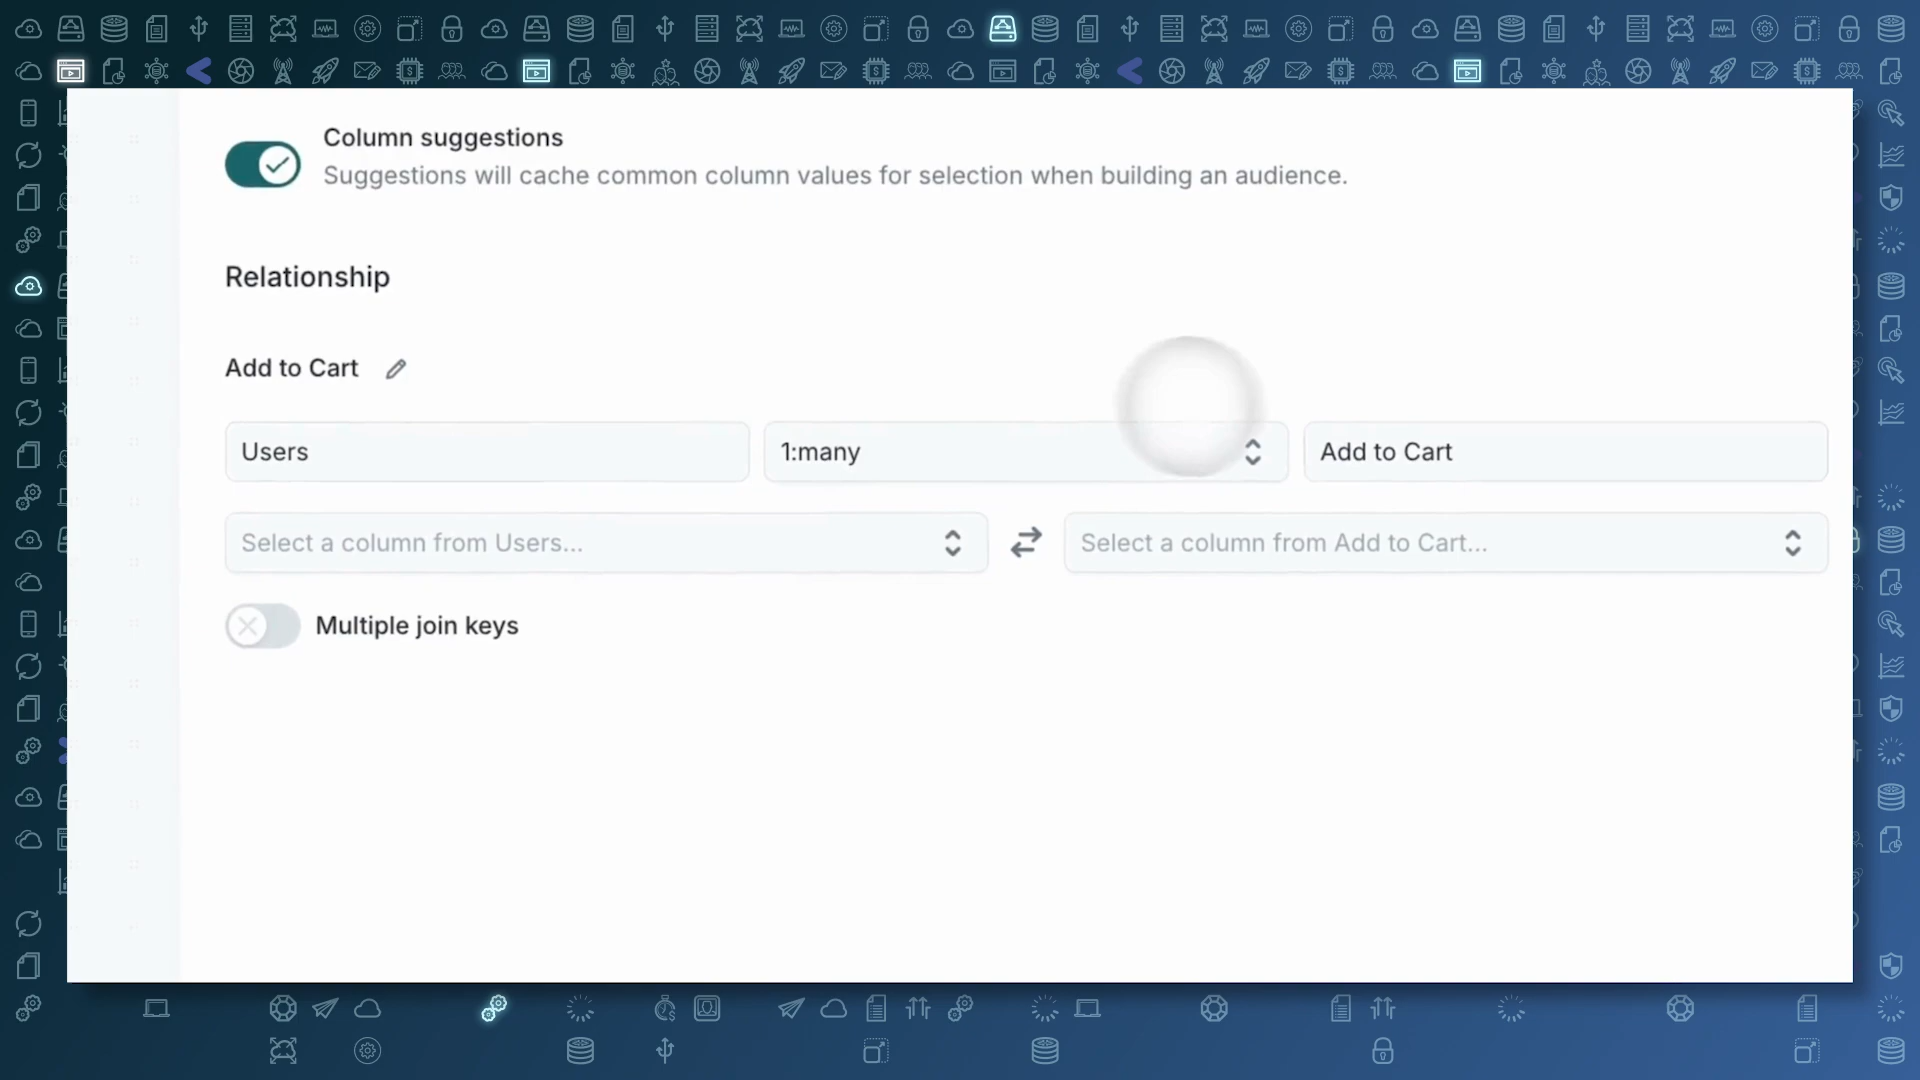 Column suggestions
Suggestions will cache common column values for selection when building an audience.
Relationship
Add to Cart
Users
1:many
Add to Cart
Select a column from Users...
Select a column from Add to Cart...
Multiple join keys